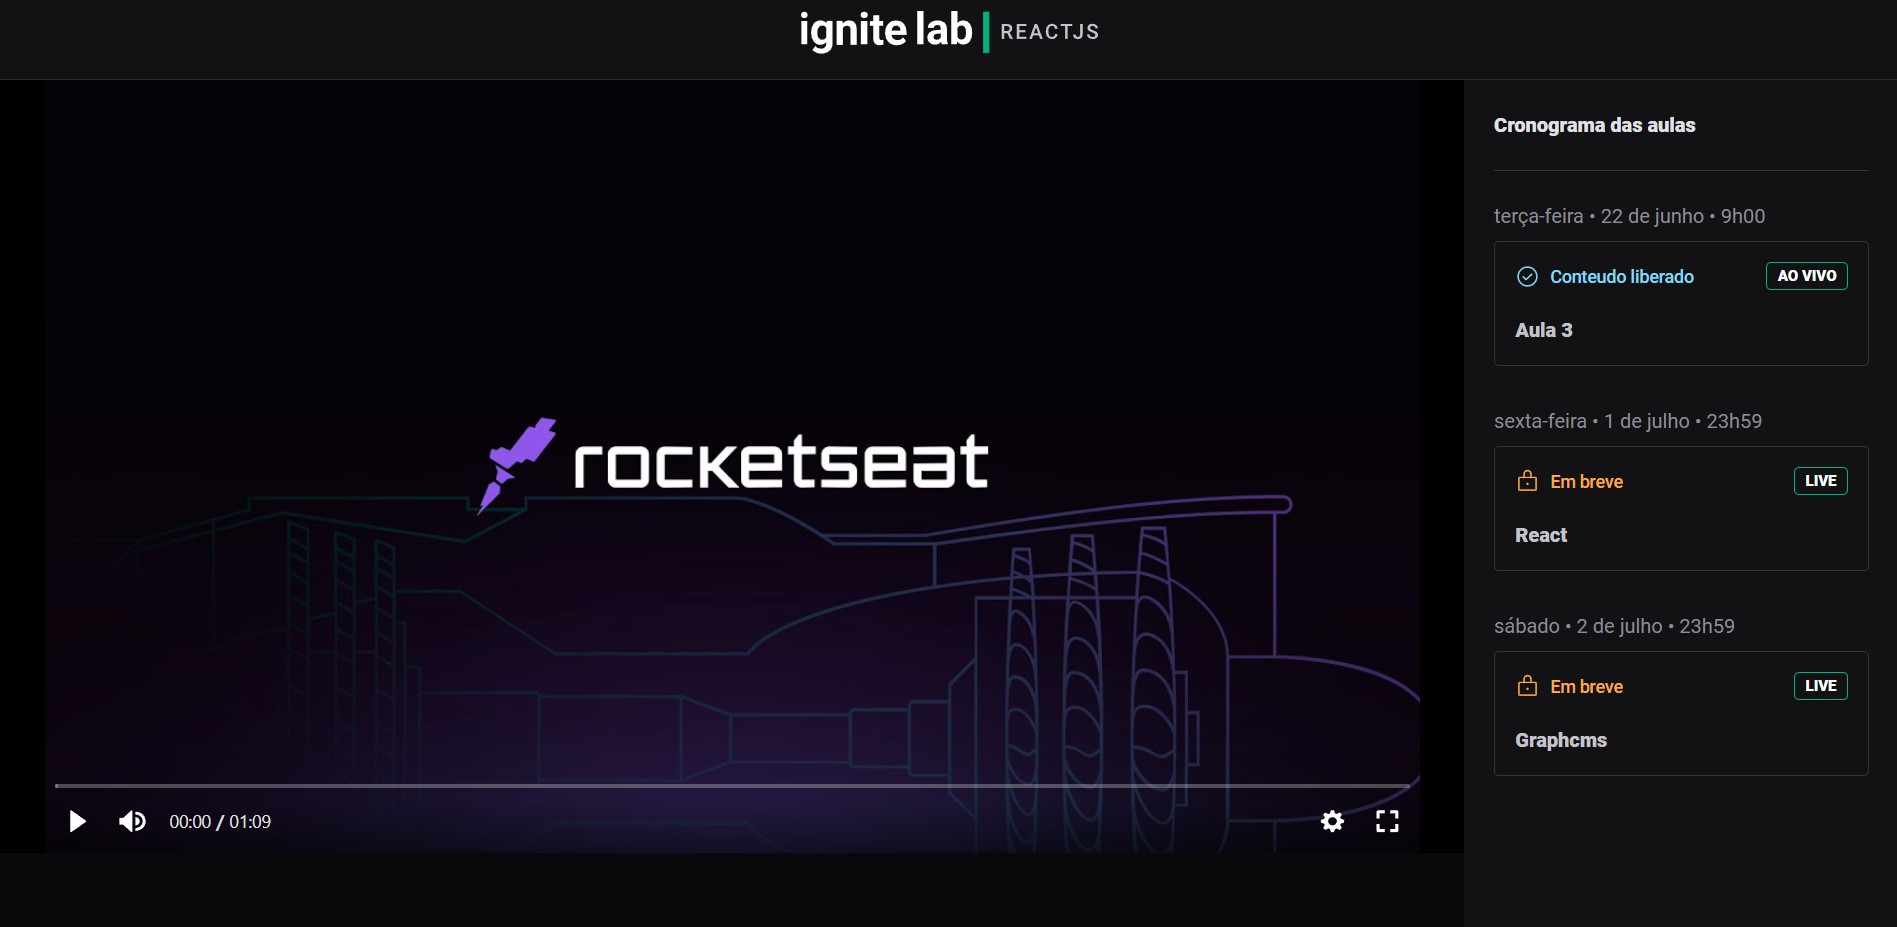 ignite lab | REACTJS
rocketseat
00:00 / 01:09
Cronograma das aulas
terça-feira • 22 de junho • 9h00
Conteudo liberado AO VIVO
Aula 3
sexta-feira • 1 de julho • 23h59
Em breve LIVE
React
sábado • 2 de julho • 23h59
Em breve LIVE
Graphcms